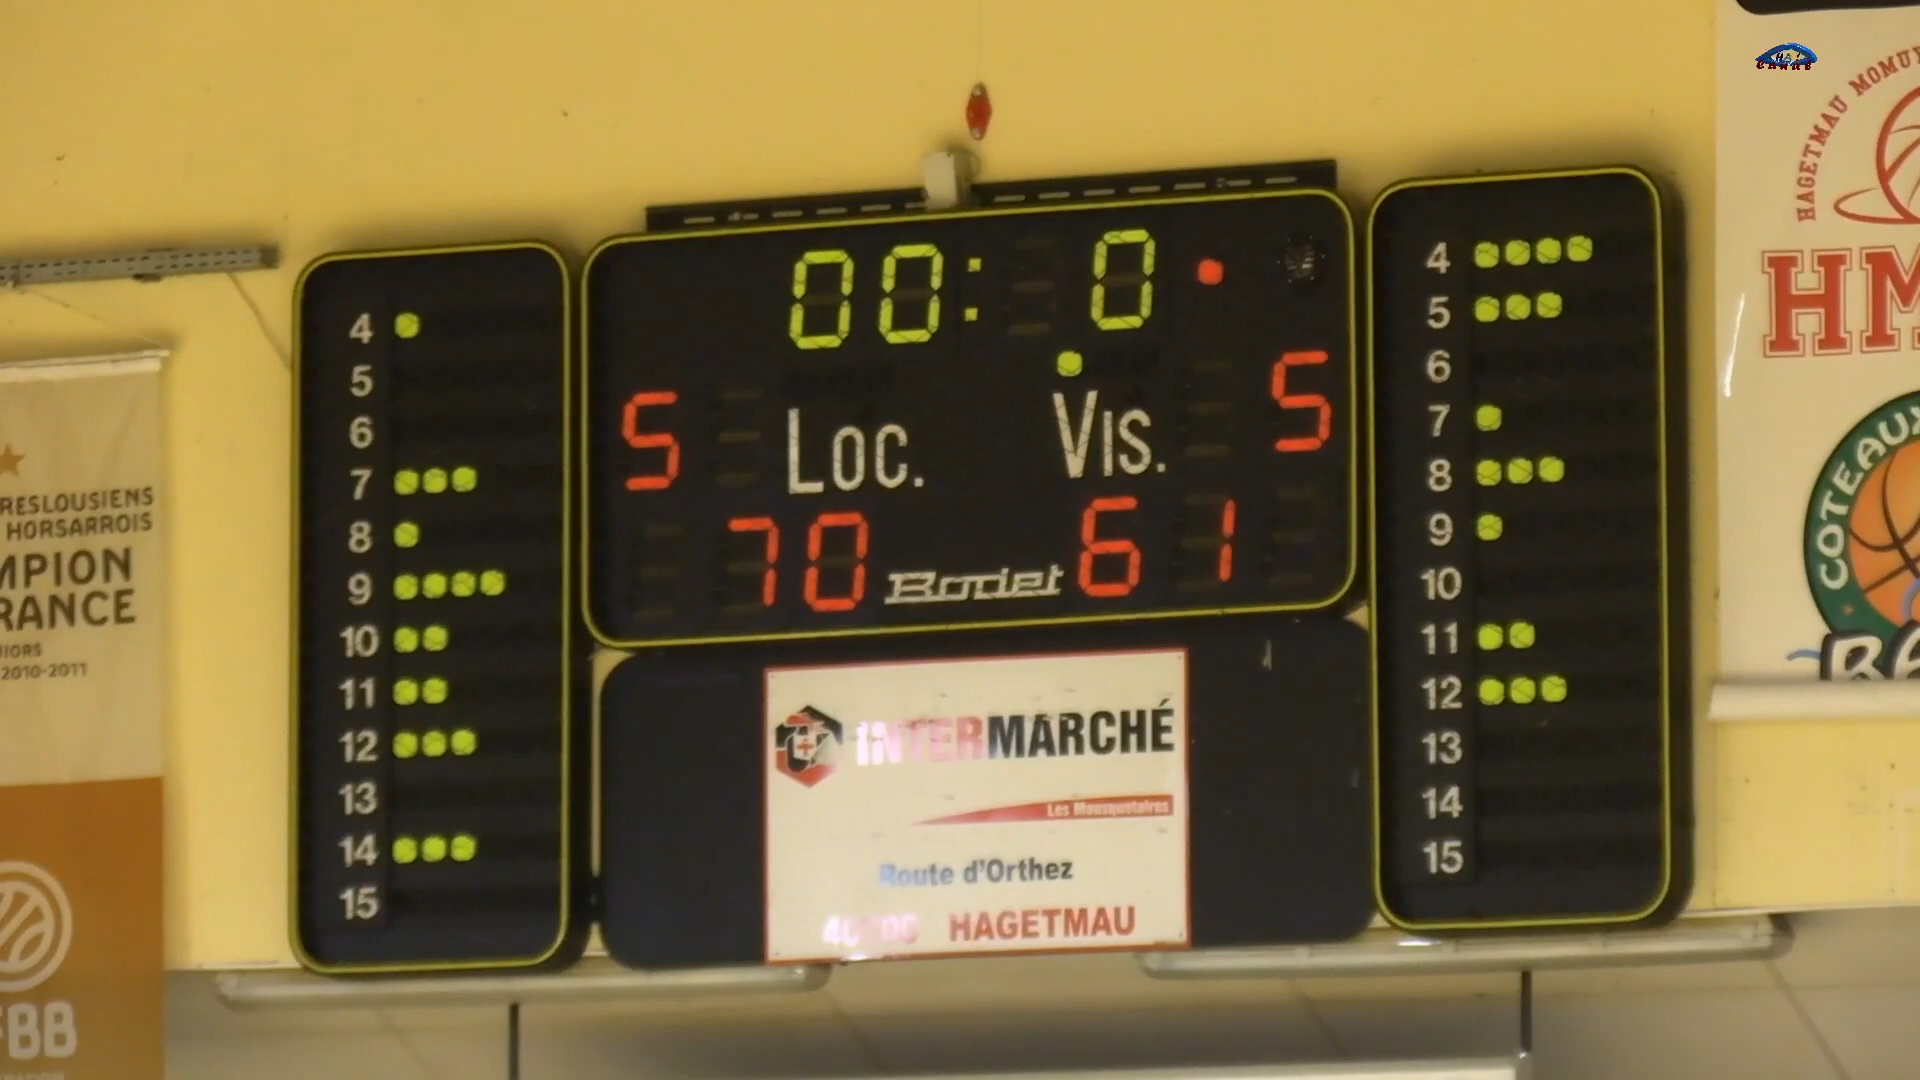 HAGETMAU MOMUY
HM
COTEAUX
RESLOUSIENS
HORSARROIS
MPION
RANCE
2010-2011
FBB
4
5
6
7
8
9
10
11
12
13
14
15
00: 0
5 5
LOC. VIS.
70 61
Bodet
INTERMARCHÉ
Les Mousquetaires
Route d'Orthez
HAGETMAU
4
5
6
7
8
9
10
11
12
13
14
15